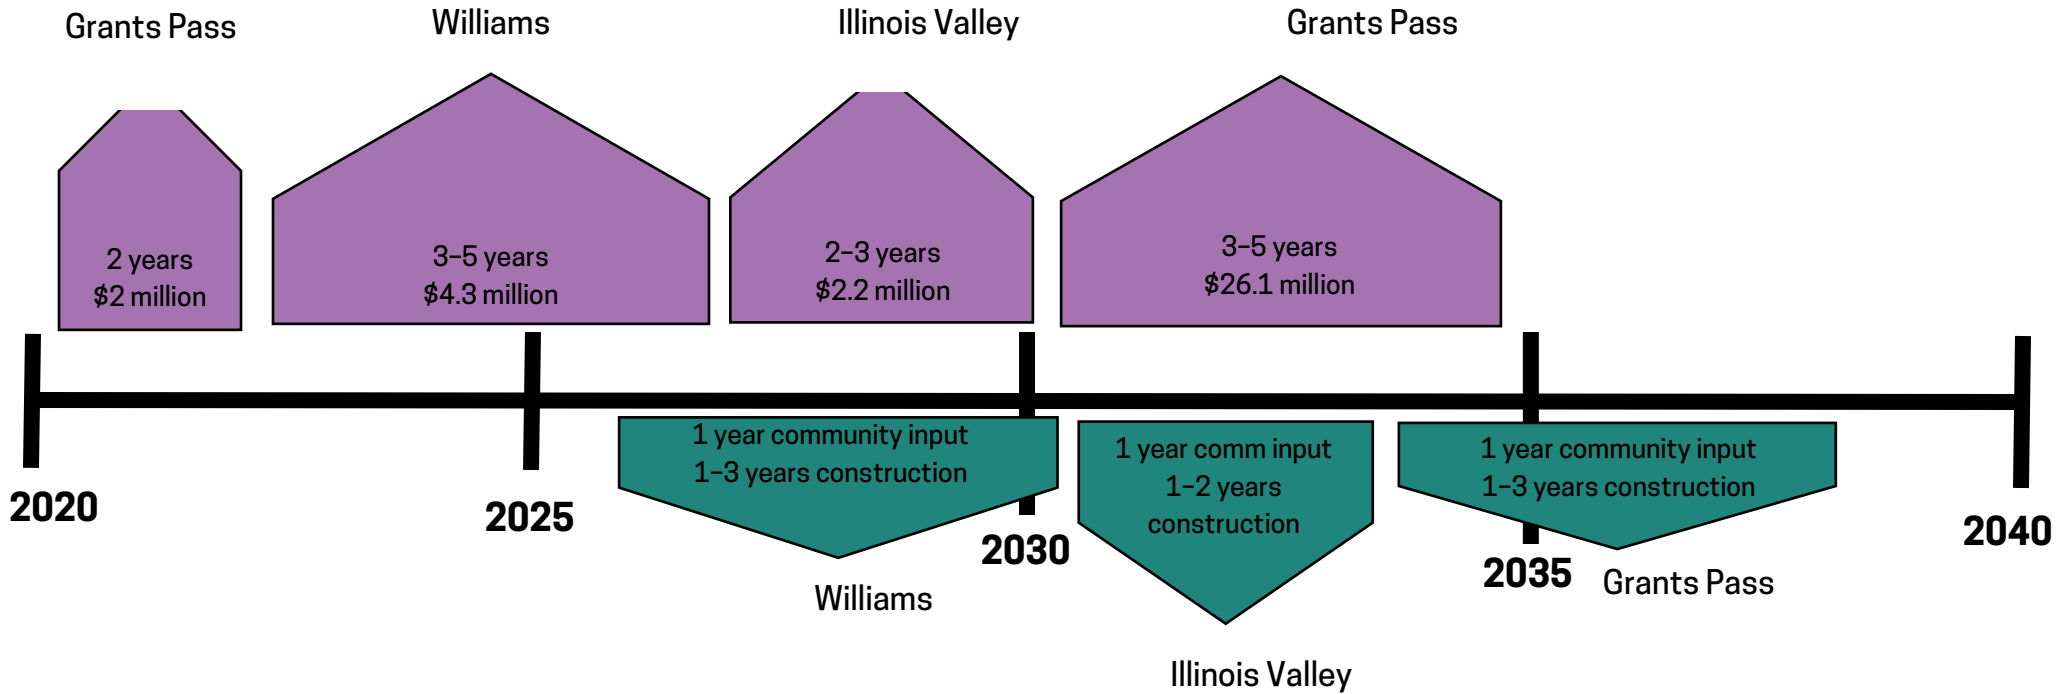 Grants Pass
Williams
Illinois Valley
Grants Pass
2 years
$2 million
3–5 years
$4.3 million
2–3 years
$2.2 million
3–5 years
$26.1 million
1 year community input
1–3 years construction
1 year comm input
1–2 years
construction
1 year community input
1–3 years construction
2020
2025
2030
2035
2040
Williams
Illinois Valley
Grants Pass